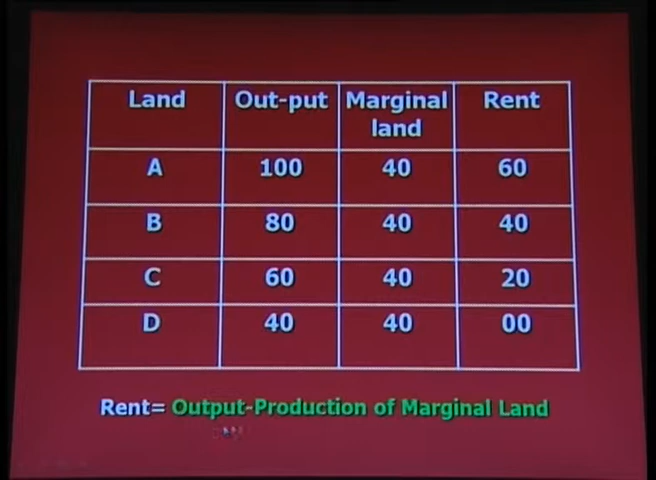 Land Out-put Marginal land Rent
A 100 40 60
B 80 40 40
C 60 40 20
D 40 40 00
Rent= Output-Production of Marginal Land